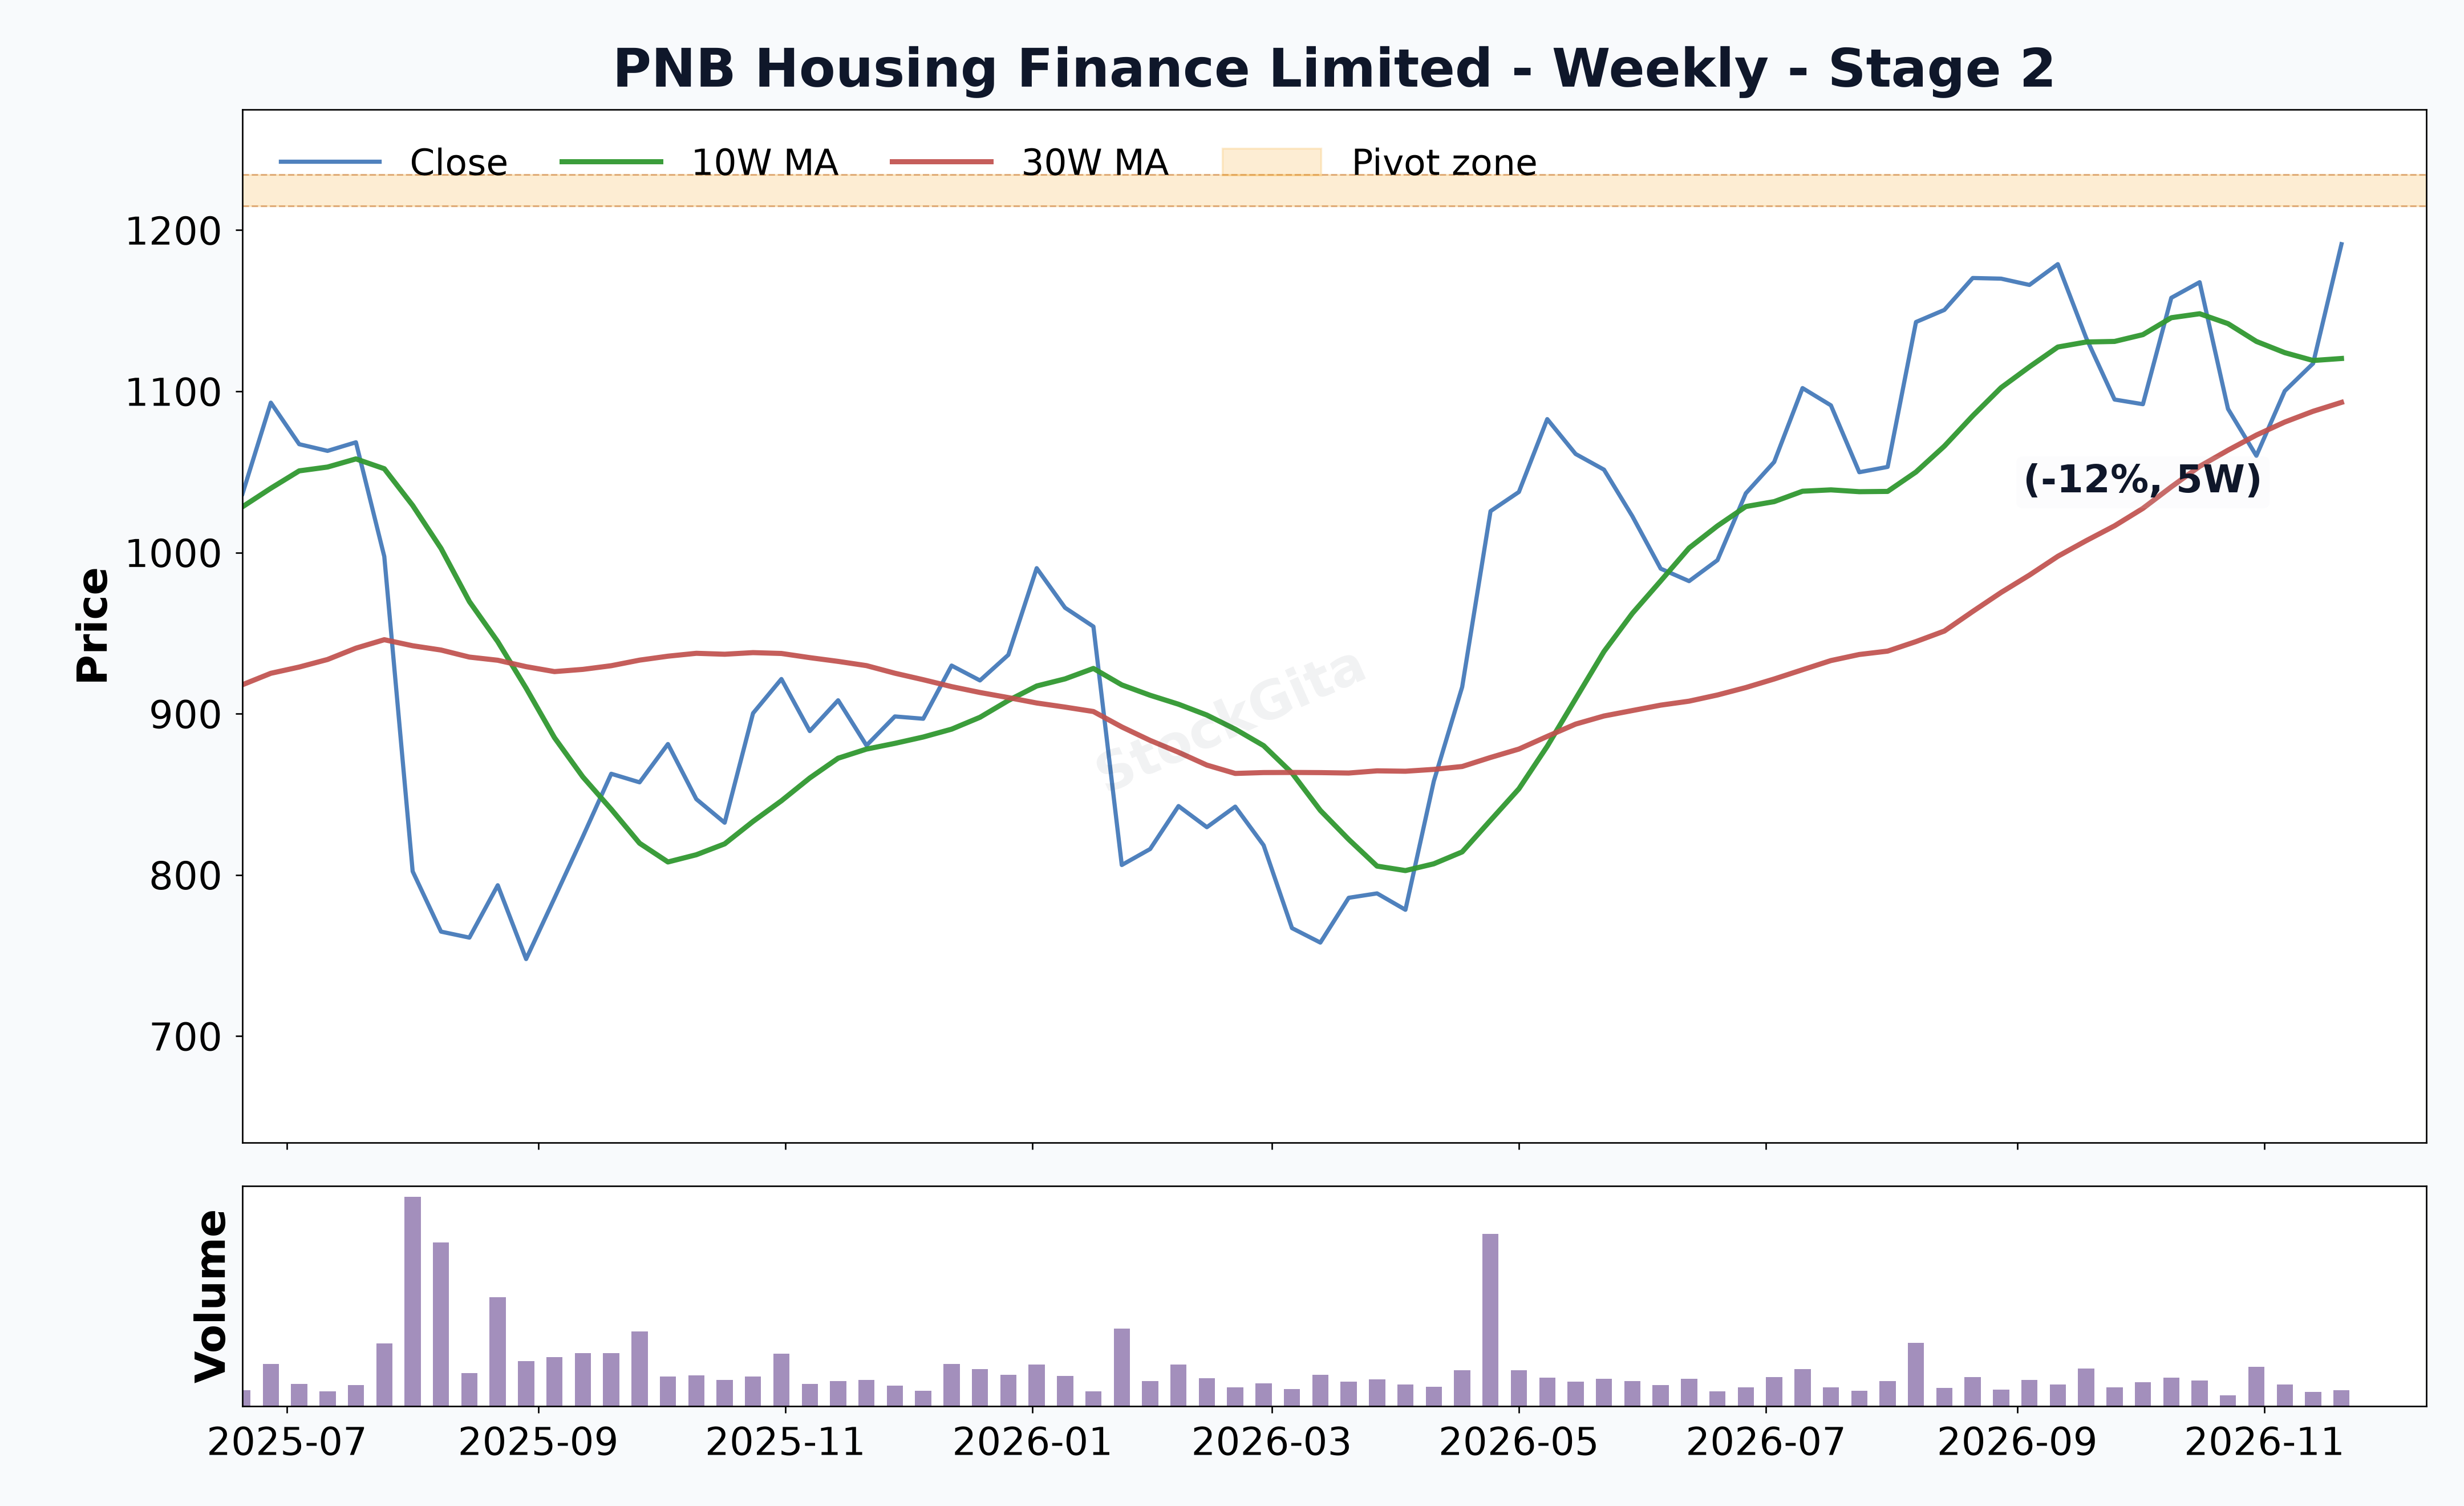 PNB Housing Finance Limited - Weekly - Stage 2
Close 10W MA 30W MA Pivot zone
1200
1100
1000
900
800
700
Price
(-12%, 5W)
StockGita
Volume
2025-07 2025-09 2025-11 2026-01 2026-03 2026-05 2026-07 2026-09 2026-11